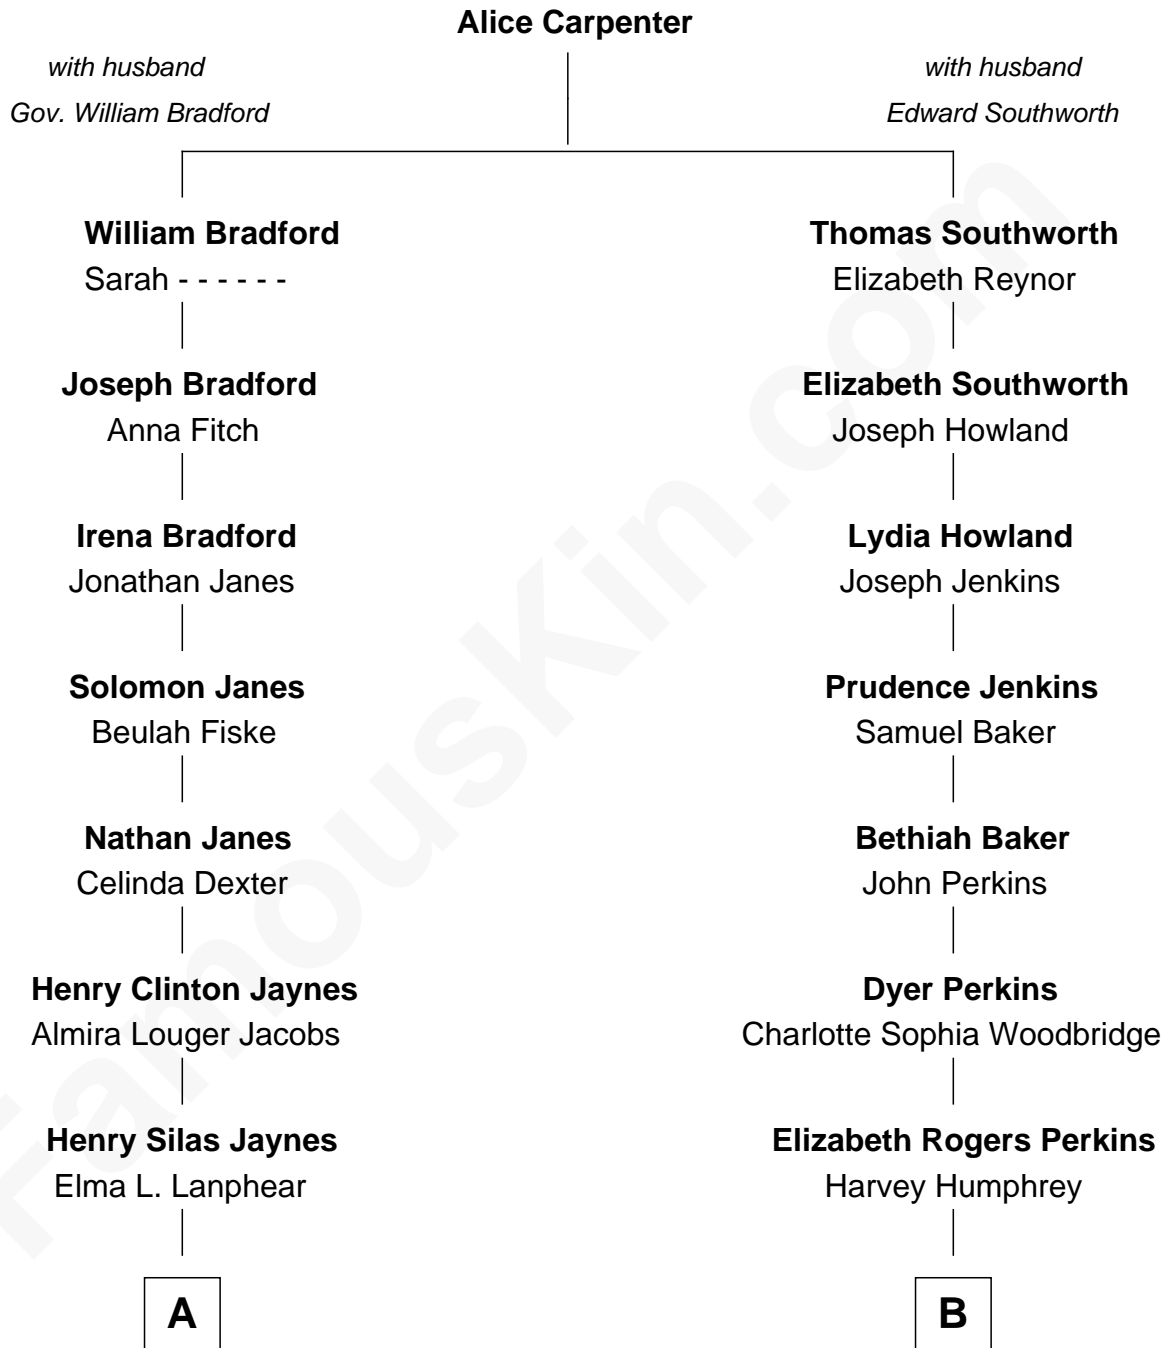 Alice Carpenter
with husband
Gov. William Bradford
with husband
Edward Southworth
William Bradford
Sarah - - - - - -
Thomas Southworth
Elizabeth Reynor
Joseph Bradford
Anna Fitch
Elizabeth Southworth
Joseph Howland
Irena Bradford
Jonathan Janes
Lydia Howland
Joseph Jenkins
Solomon Janes
Beulah Fiske
Prudence Jenkins
Samuel Baker
Nathan Janes
Celinda Dexter
Bethiah Baker
John Perkins
Henry Clinton Jaynes
Almira Louger Jacobs
Dyer Perkins
Charlotte Sophia Woodbridge
Henry Silas Jaynes
Elma L. Lanphear
Elizabeth Rogers Perkins
Harvey Humphrey
A
B
FamousKin.com